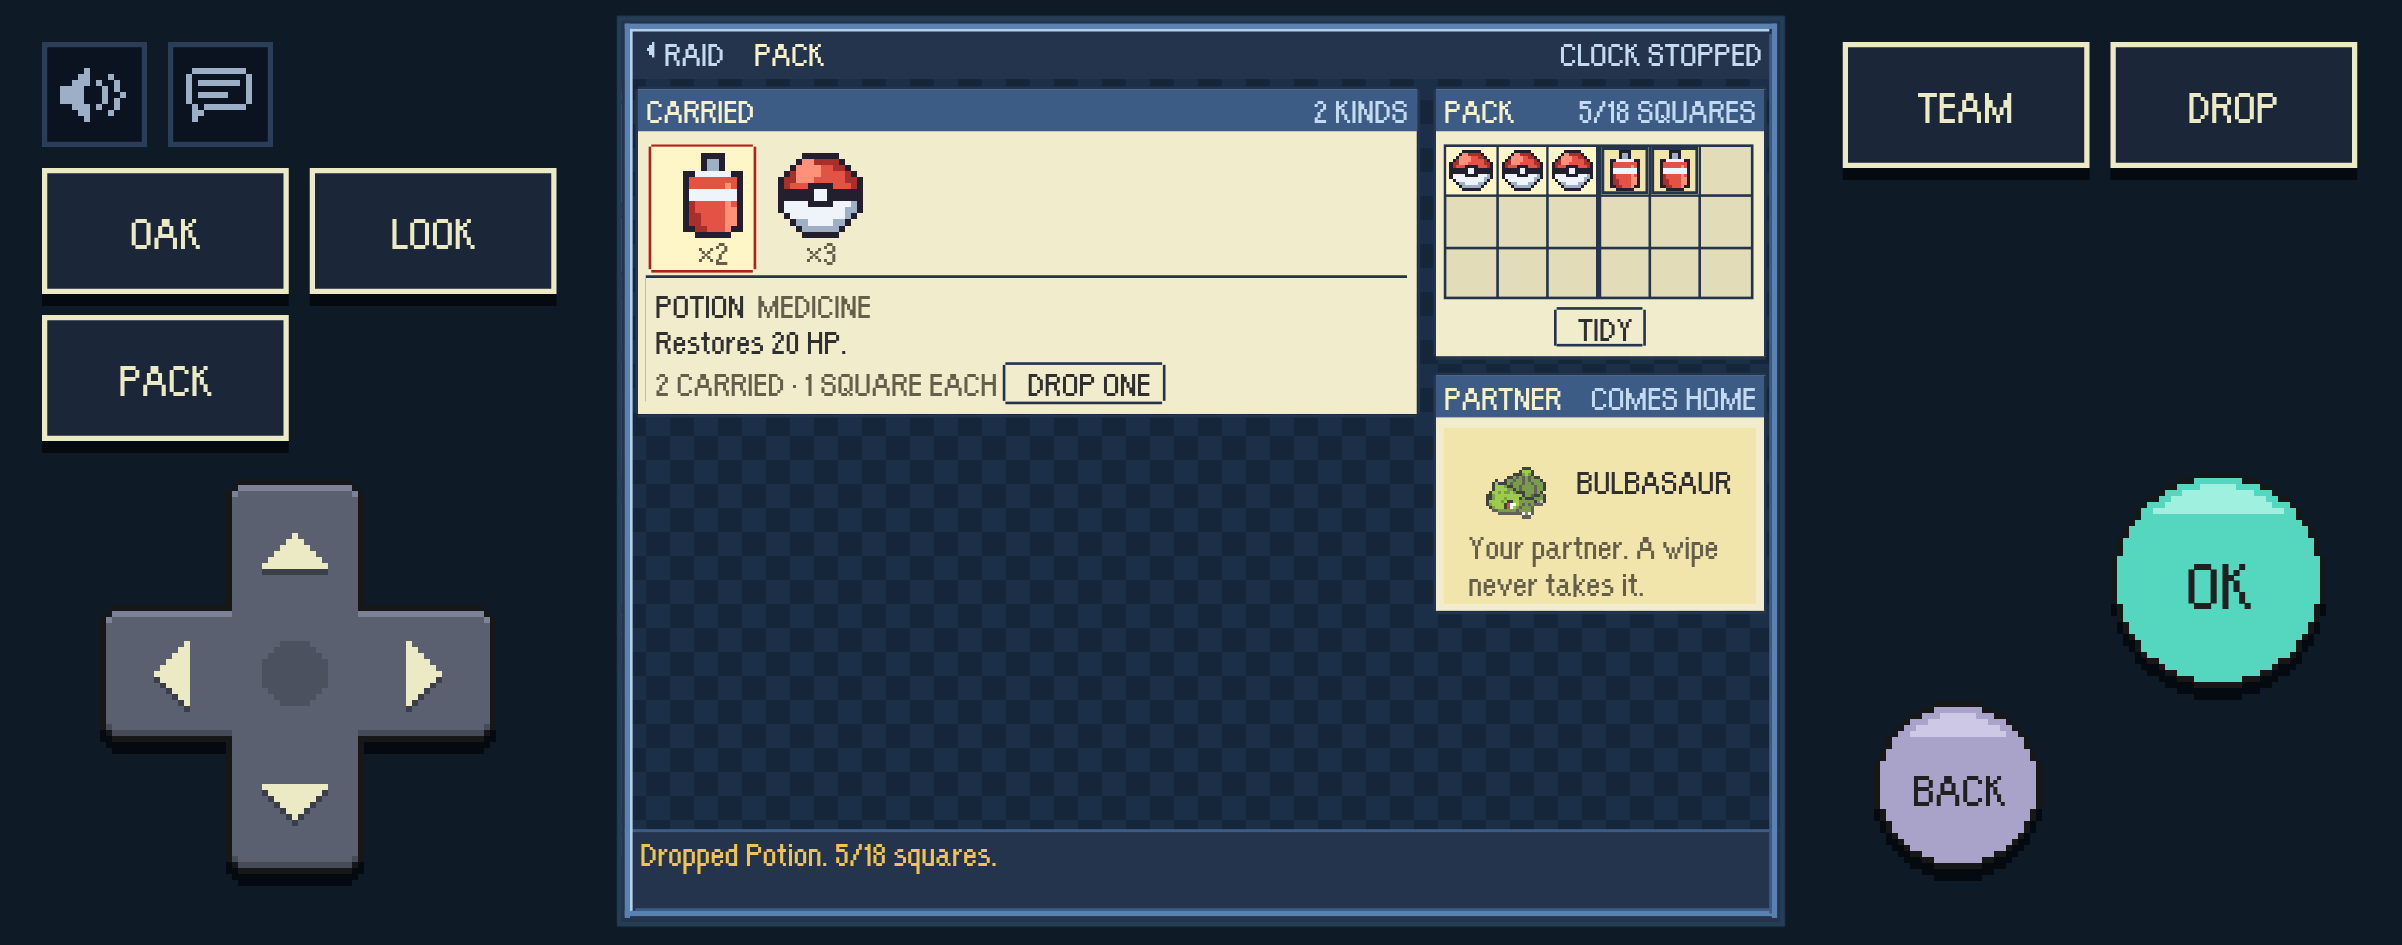 RAID PACK CLOCK STOPPED
CARRIED 2 KINDS
×2 ×3
POTION MEDICINE
Restores 20 HP.
2 CARRIED · 1 SQUARE EACH DROP ONE
PACK 5/18 SQUARES
TIDY
PARTNER COMES HOME
BULBASAUR
Your partner. A wipe
never takes it.
Dropped Potion. 5/18 squares.
OAK LOOK
PACK
TEAM DROP
OK
BACK